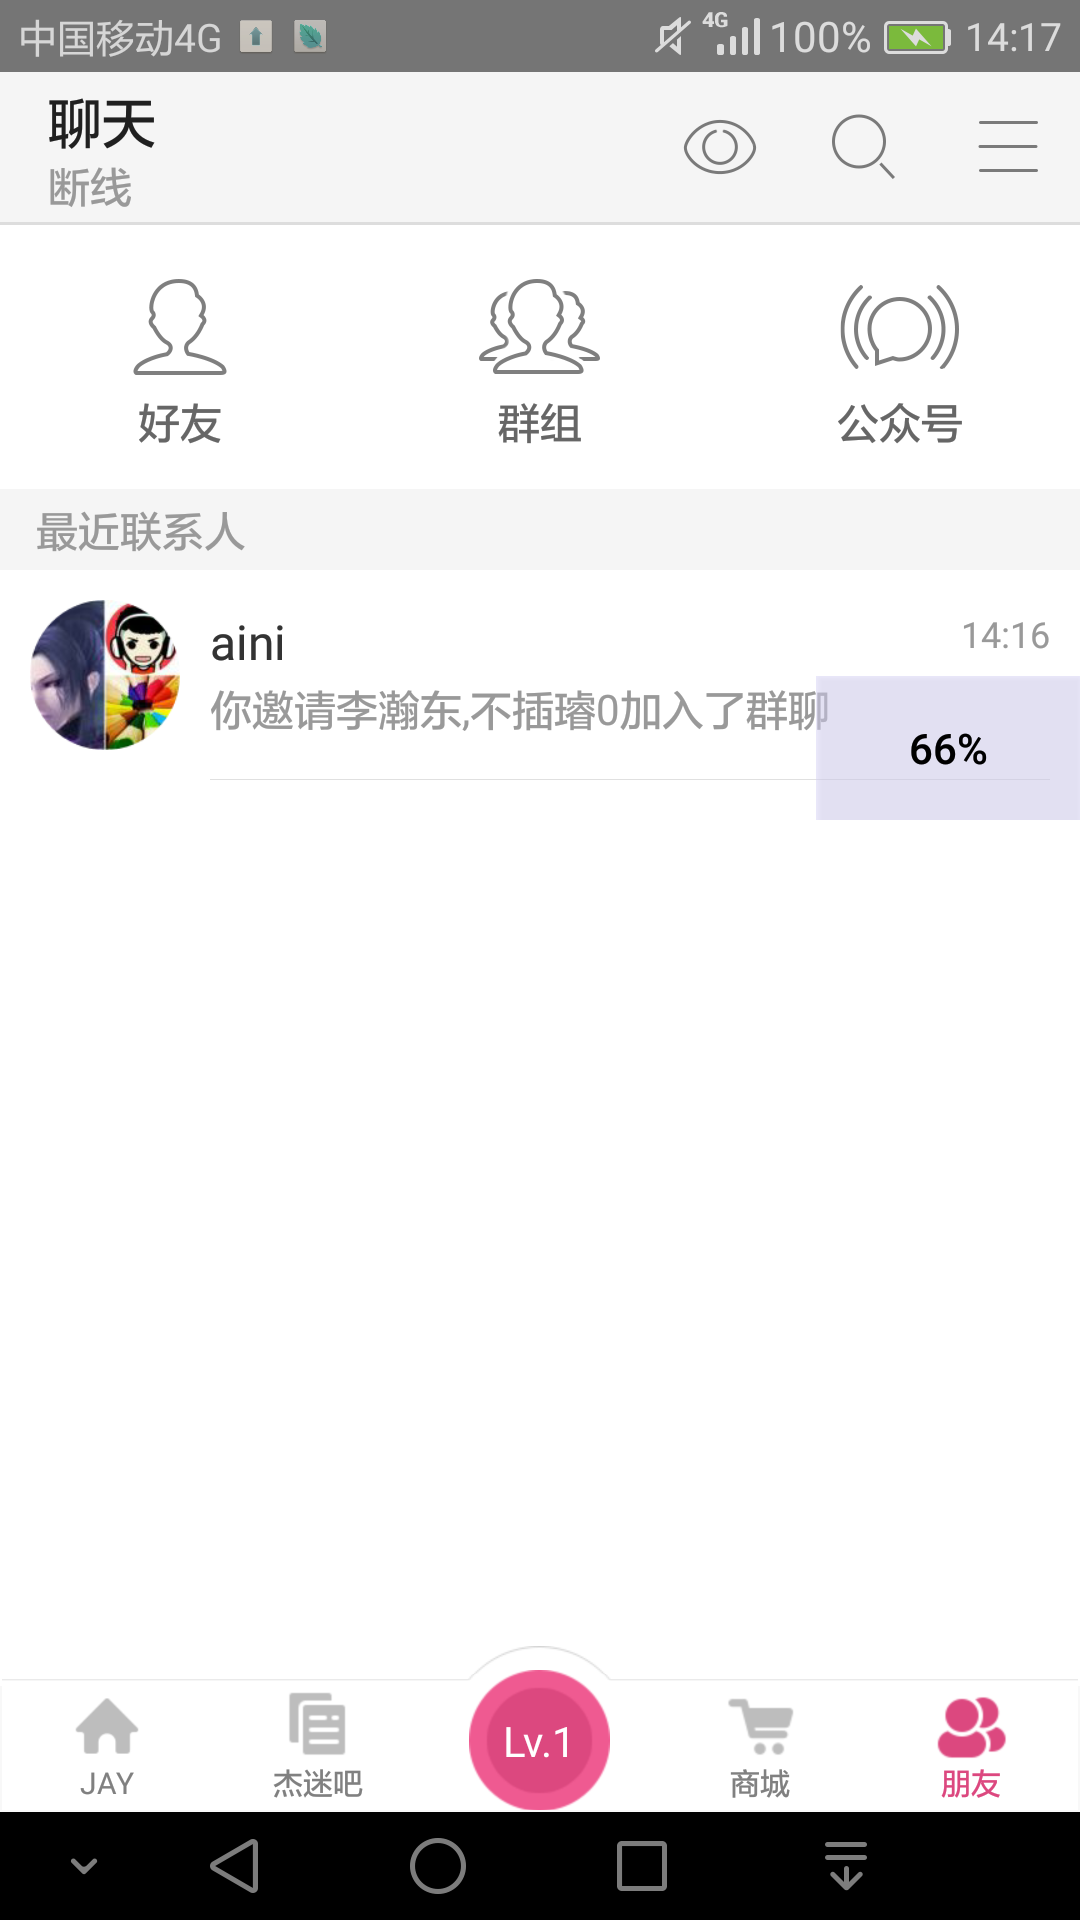 中国移动4G 4G 100% 14:17
聊天
断线
好友 群组 公众号
最近联系人
aini 14:16
你邀请李瀚东,不插璿0加入了群聊
66%
Lv.1
JAY 杰迷吧 商城 朋友